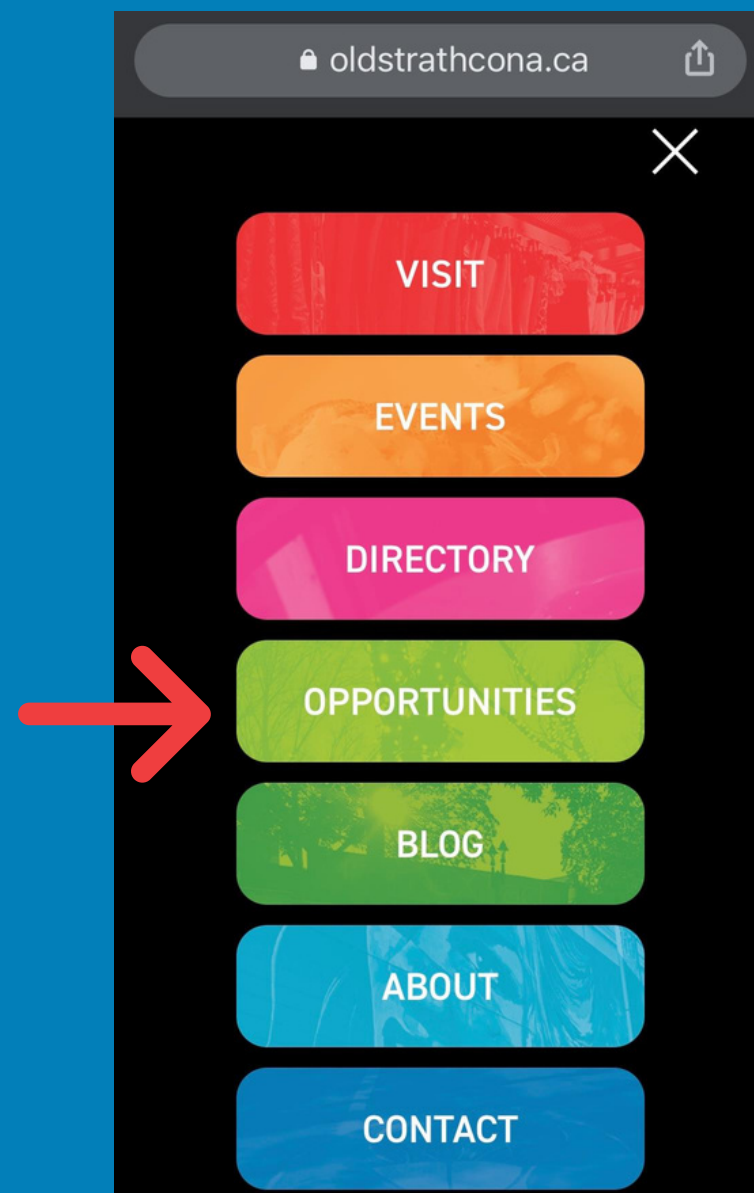 oldstrathcona.ca
VISIT
EVENTS
DIRECTORY
OPPORTUNITIES
BLOG
ABOUT
CONTACT